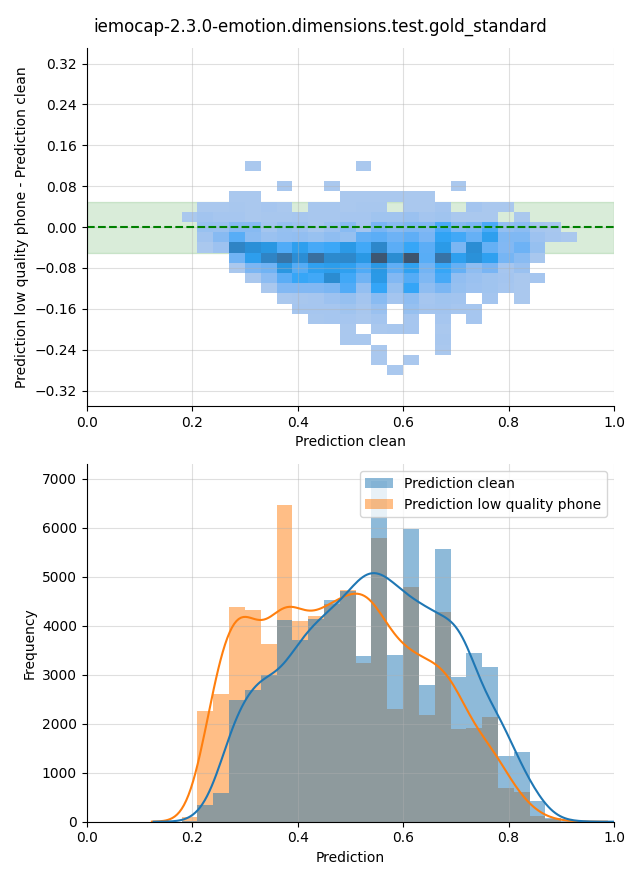 iemocap-2.3.0-emotion.dimensions.test.gold_standard
Prediction low quality phone - Prediction clean
0.32
0.24
0.16
0.08
0.00
−0.08
−0.16
−0.24
−0.32
0.0 0.2 0.4 0.6 0.8 1.0
Prediction clean
Frequency
7000
6000
5000
4000
3000
2000
1000
0
Prediction clean
Prediction low quality phone
0.0 0.2 0.4 0.6 0.8 1.0
Prediction